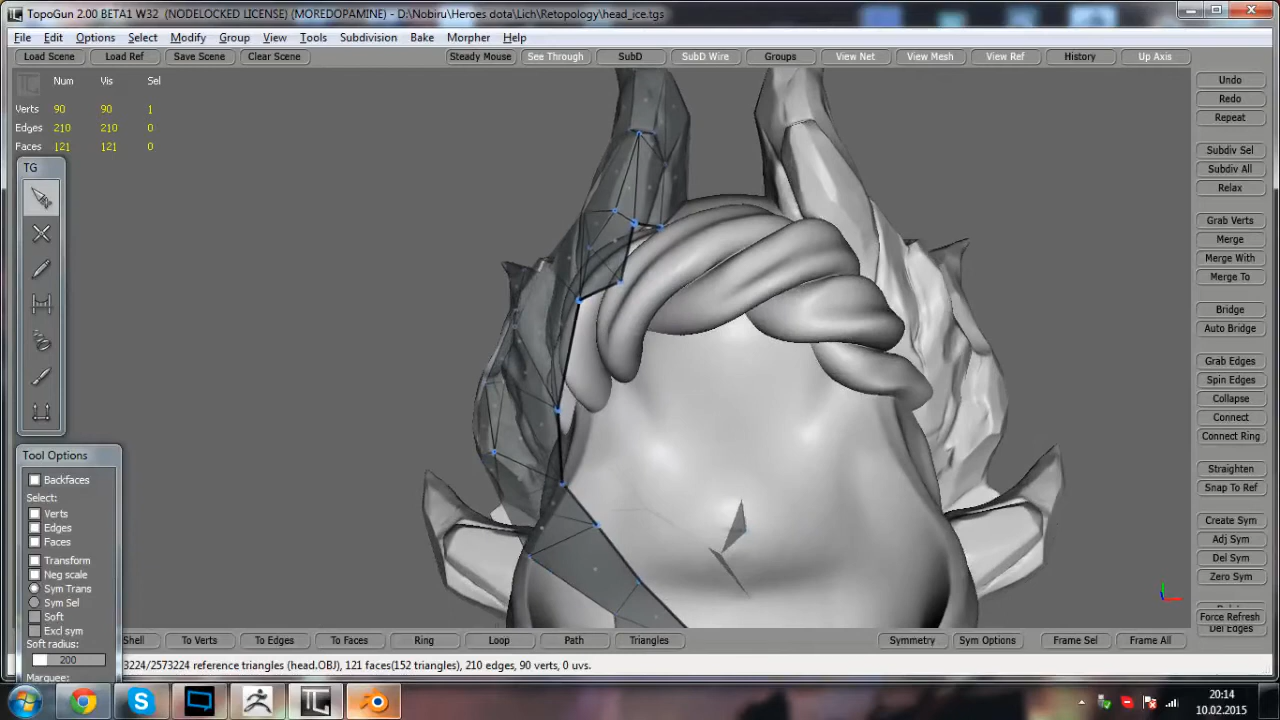 TopoGun 2.00 BETA1 W32 (NODELOCKED LICENSE) (MOREDOPAMINE) - D:\Nobiru\Heroes dota\Lich\Retopology\head_ice.tgs
File Edit Options Select Modify Group View Tools Subdivision Bake Morpher Help
Load Scene Load Ref Save Scene Clear Scene Steady Mouse See Through SubD SubD Wire Groups View Net View Mesh View Ref History Up Axis
Num Vis Sel
Verts 90 90 1
Edges 210 210 0
Faces 121 121 0
TG
Tool Options
Backfaces
Select:
Verts
Edges
Faces
Transform
Neg scale
Sym Trans
Sym Sel
Soft
Excl sym
Soft radius:
200
Marquee:
Undo
Redo
Repeat
Subdiv Sel
Subdiv All
Relax
Grab Verts
Merge
Merge With
Merge To
Bridge
Auto Bridge
Grab Edges
Spin Edges
Collapse
Connect
Connect Ring
Straighten
Snap To Ref
Create Sym
Adj Sym
Del Sym
Zero Sym
Force Refresh
Del Edges
Shell To Verts To Edges To Faces Ring Loop Path Triangles Symmetry Sym Options Frame Sel Frame All
3224/2573224 reference triangles (head.OBJ), 121 faces(152 triangles), 210 edges, 90 verts, 0 uvs.
20:14
10.02.2015